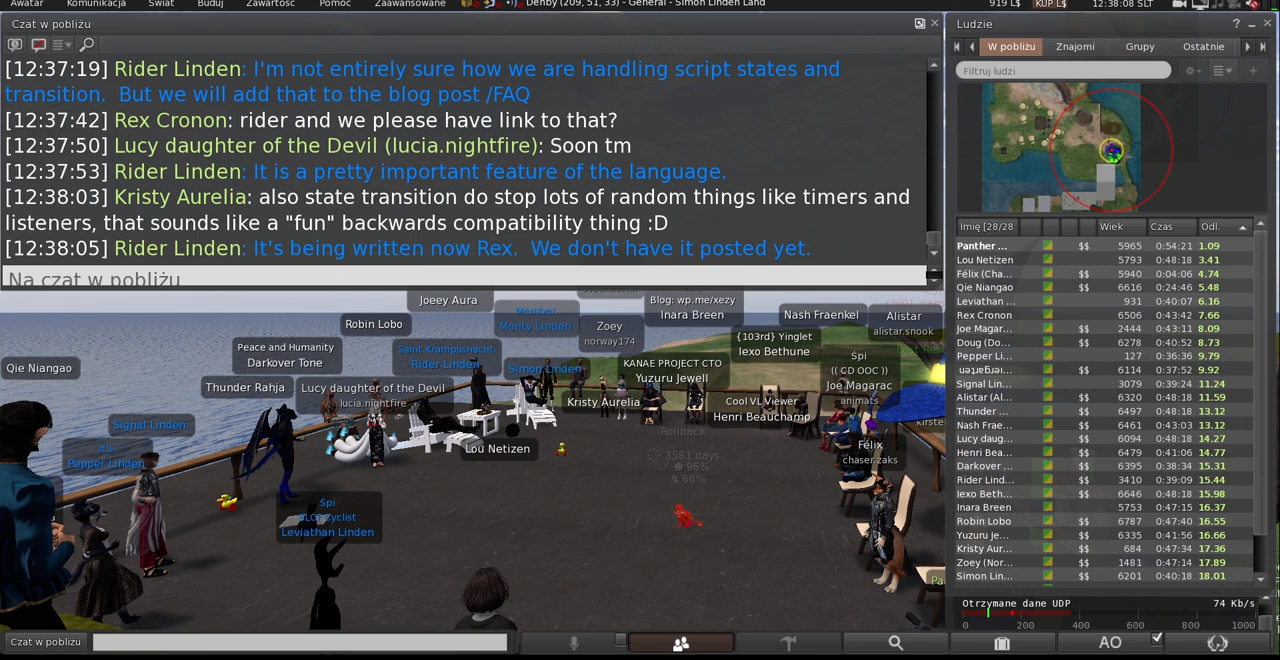 Awatar Komunikacja Świat Buduj Zawartość Pomoc Zaawansowane Denby (209, 51, 33) - General - Simon Linden Land 919 L$ KUP L$ 12:38:08 SLT
Czat w pobliżu
[12:37:19] Rider Linden: I'm not entirely sure how we are handling script states and
transition. But we will add that to the blog post /FAQ
[12:37:42] Rex Cronon: rider and we please have link to that?
[12:37:50] Lucy daughter of the Devil (lucia.nightfire): Soon tm
[12:37:53] Rider Linden: It is a pretty important feature of the language.
[12:38:03] Kristy Aurelia: also state transition do stop lots of random things like timers and
listeners, that sounds like a "fun" backwards compatibility thing :D
[12:38:05] Rider Linden: It's being written now Rex. We don't have it posted yet.
Na czat w pobliżu
Joeey Aura
Robin Lobo
Member
Monty Linden
Blog: wp.me/xezy
Inara Breen
Nash Fraenkel
Alistar
alistar.snook
Zoey
norway174
Peace and Humanity
Darkover Tone
Saint Krampusnacht
Rider Linden
{103rd} Yinglet
Iexo Bethune
Qie Niangao
Simon Linden
KANAE PROJECT CTO
Yuzuru Jewell
Śpi
(( CD OOC ))
Joe Magarac
animats
Thunder Rahja
Lucy daughter of the Devil
lucia.nightfire
Kristy Aurelia
Cool VL Viewer
Henri Beauchamp
Signal Linden
It's
Pepper Linden
Lou Netizen
Rollback
3581 days
96%
66%
Félix
chaser.zaks
Śpi
Leviathan Linden
Czat w pobliżu
Ludzie
? _ ×
W pobliżu Znajomi Grupy Ostatnie
Filtruj ludzi
Imię [28/28 Wiek Czas Odl.
Panther ... $$ 5965 0:54:21 1.09
Lou Netizen 5793 0:48:18 3.41
Félix (Cha... $$ 5940 0:04:06 4.74
Qie Niangao $$ 6616 0:24:46 5.48
Leviathan ... 931 0:40:07 6.16
Rex Cronon 6506 0:43:42 7.66
Joe Magar... $$ 2444 0:43:11 8.09
Doug (Do... $$ 6278 0:40:52 8.73
Pepper Li... 127 0:36:36 9.79
$$ 6114 0:37:52 9.92
Signal Lin... 3079 0:39:24 11.24
Alistar (Al... $$ 6320 0:48:18 11.59
Thunder ... $$ 6497 0:48:18 13.12
Nash Frae... $$ 6461 0:43:03 13.12
Lucy daug... $$ 6094 0:48:18 14.27
Henri Bea... $$ 6479 0:41:06 14.77
Darkover ... $$ 6395 0:38:34 15.31
Rider Lind... $$ 3410 0:39:09 15.44
Iexo Beth... $$ 6646 0:48:18 15.98
Inara Breen 5753 0:47:15 16.37
Robin Lobo $$ 6787 0:47:40 16.55
Yuzuru Je... $$ 6335 0:41:56 16.66
Kristy Aur... $$ 684 0:47:34 17.36
Zoey (Nor... $$ 1481 0:47:14 17.89
Simon Lin... $$ 6201 0:40:18 18.01
Otrzymane dane UDP 74 Kb/s
0 200 400 600 800 1000
AO